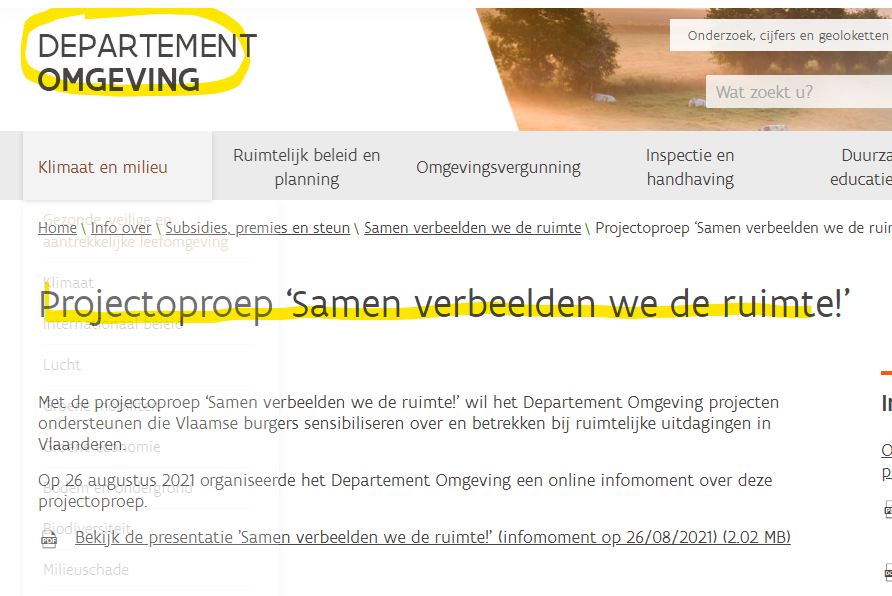 DEPARTEMENT
OMGEVING
Onderzoek, cijfers en geoloketten
Wat zoekt u?
Klimaat en milieu
Ruimtelijk beleid en
planning
Omgevingsvergunning
Inspectie en
handhaving
Duurza
educatie
Gezonde, veilige en
aantrekkelijke leefomgeving
Home \ Info over \ Subsidies, premies en steun \ Samen verbeelden we de ruimte \ Projectoproep ‘Samen verbeelden we de ruim
Klimaat
Projectoproep ‘Samen verbeelden we de ruimte!’
Internationaal beleid
Lucht
Met de projectoproep ‘Samen verbeelden we de ruimte!’ wil het Departement Omgeving projecten
ondersteunen die Vlaamse burgers sensibiliseren over en betrekken bij ruimtelijke uitdagingen in
Vlaanderen.
economie
Op 26 augustus 2021 organiseerde het Departement Omgeving een online infomoment over deze
projectoproep.
Bodem en ondergrond
Biodiversiteit
PDF
Bekijk de presentatie 'Samen verbeelden we de ruimte!' (infomoment op 26/08/2021) (2.02 MB)
Milieuschade